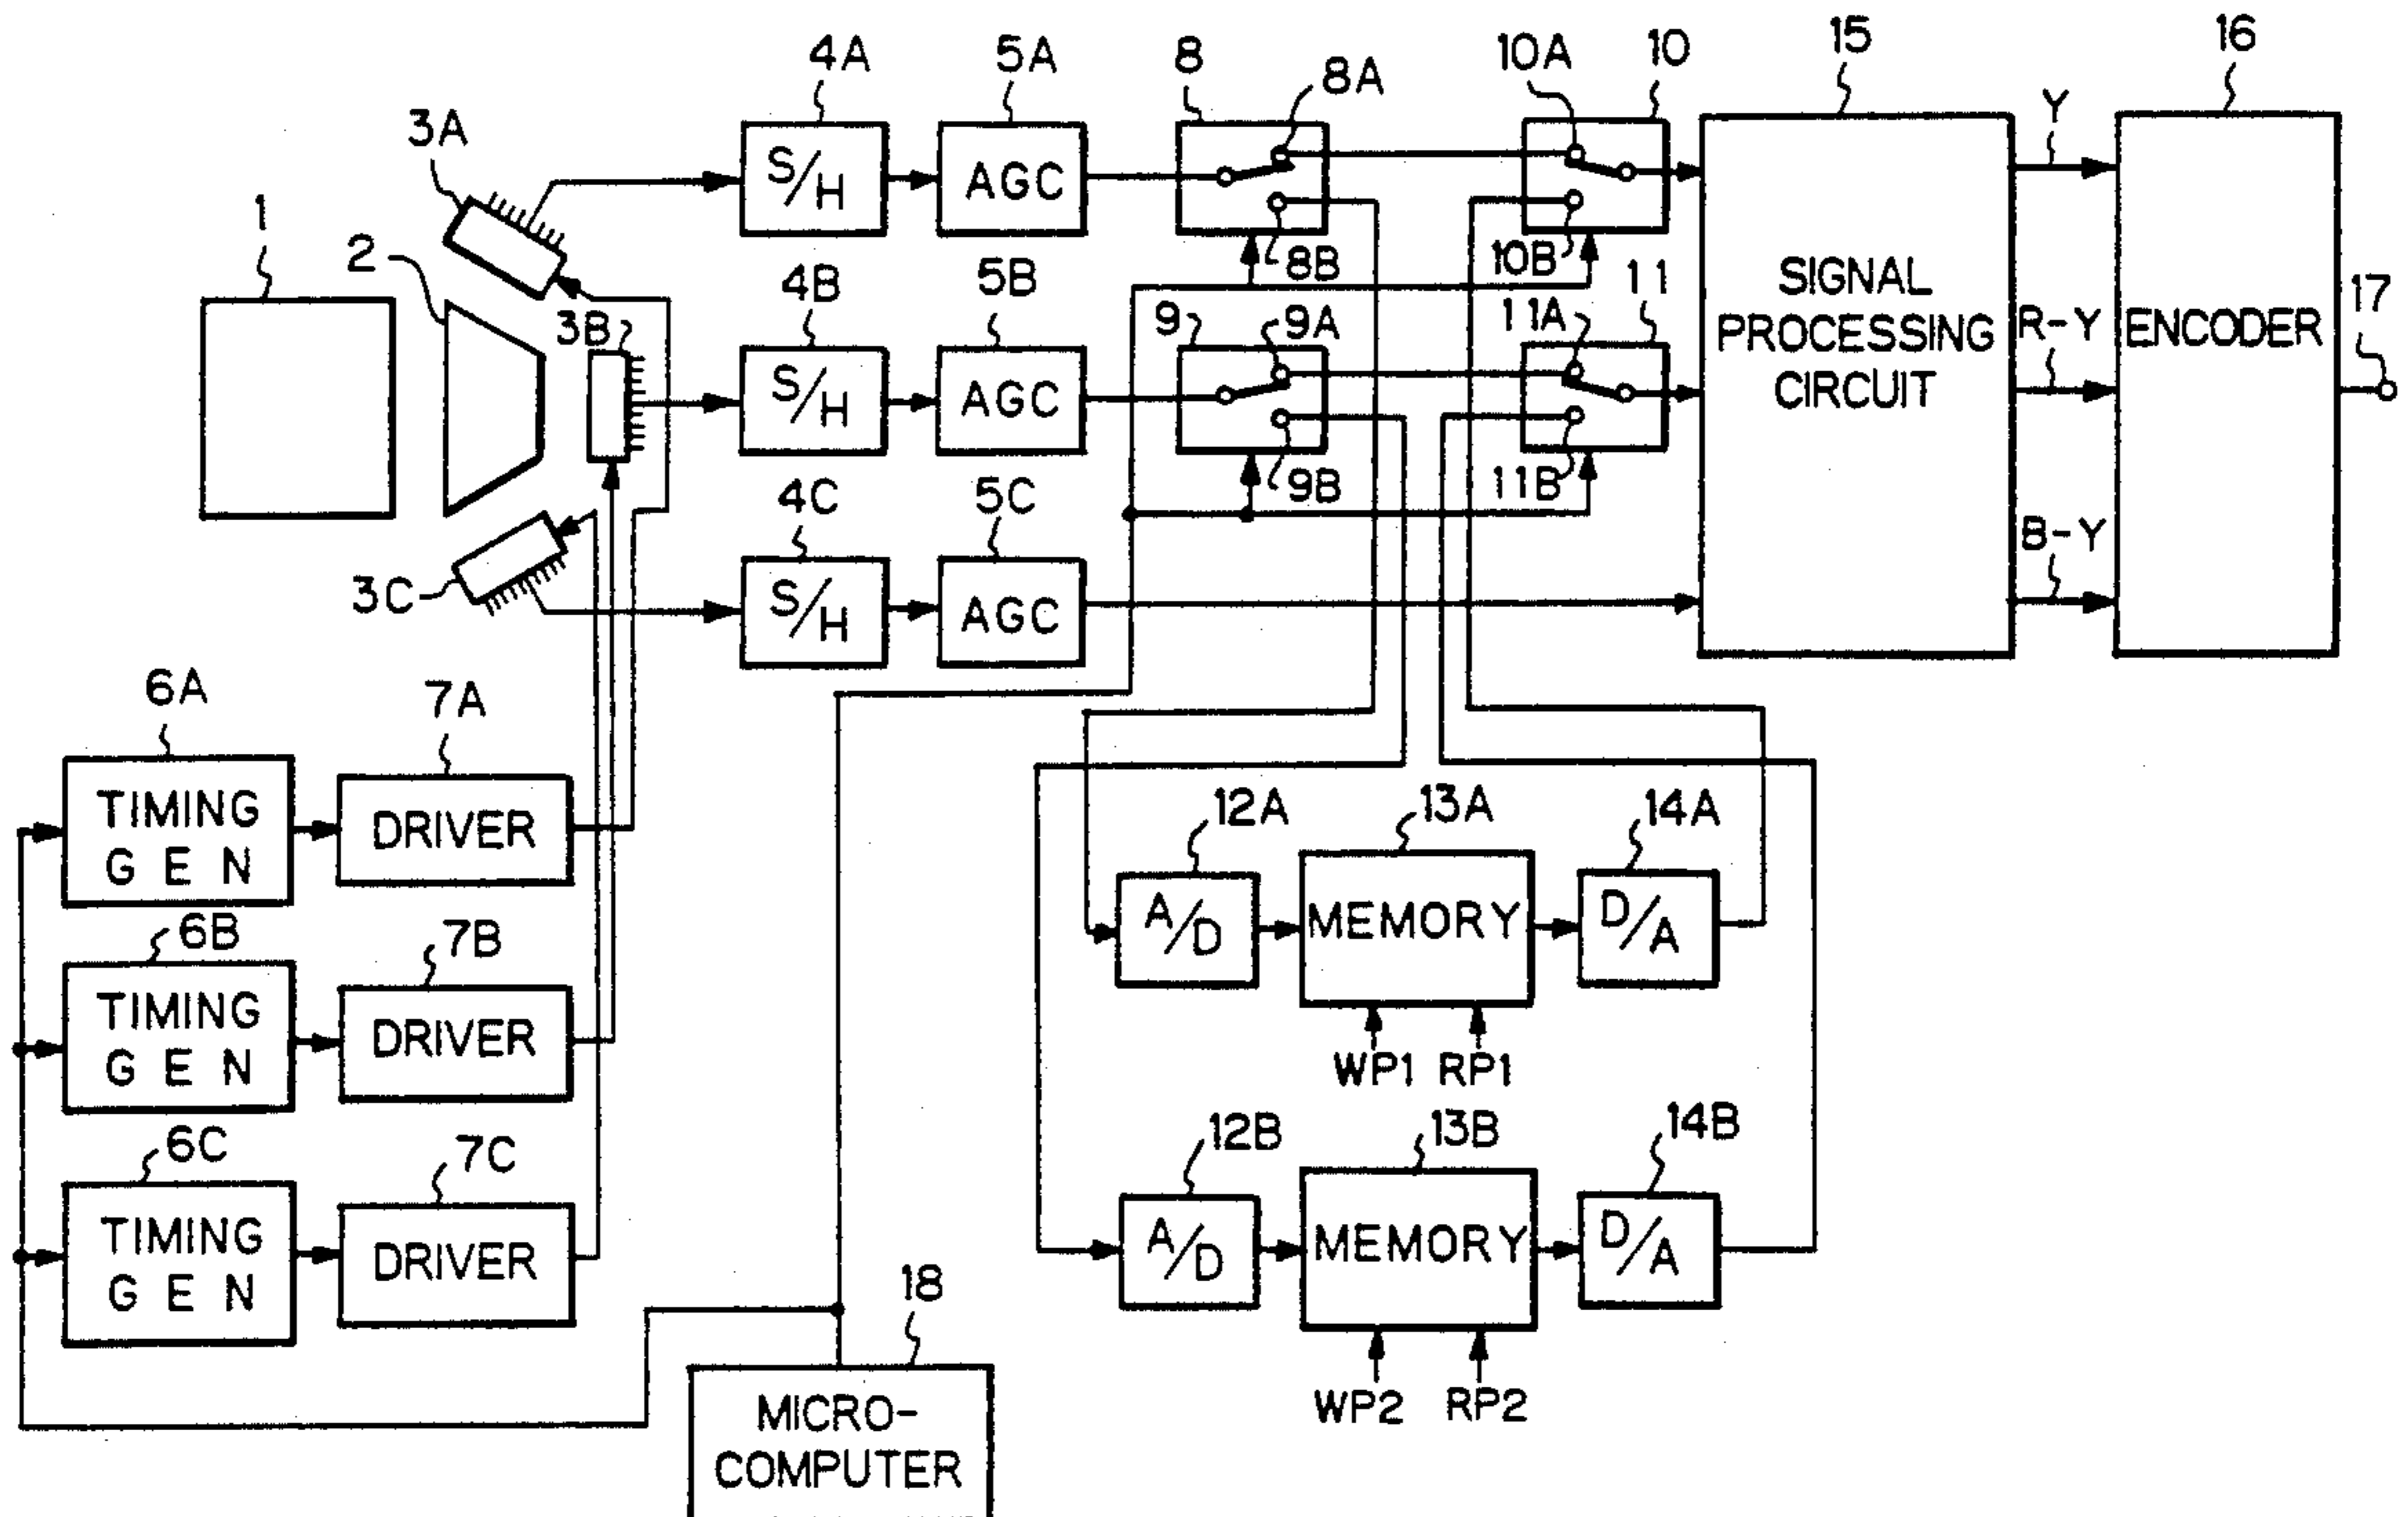 4A
5A
8
8A
10A
10
15
16
3A
Y
1
2
S/H
AGC
8B
10B
3B
4B
5B
9
9A
11A
11
SIGNAL
PROCESSING
CIRCUIT
R-Y
ENCODER
17
S/H
AGC
9B
11B
3C
4C
5C
B-Y
S/H
AGC
6A
7A
TIMING
GEN
DRIVER
12A
13A
14A
A/D
MEMORY
D/A
WP1
RP1
6B
7B
TIMING
GEN
DRIVER
6C
7C
TIMING
GEN
DRIVER
12B
13B
14B
A/D
MEMORY
D/A
WP2
RP2
18
MICRO-
COMPUTER